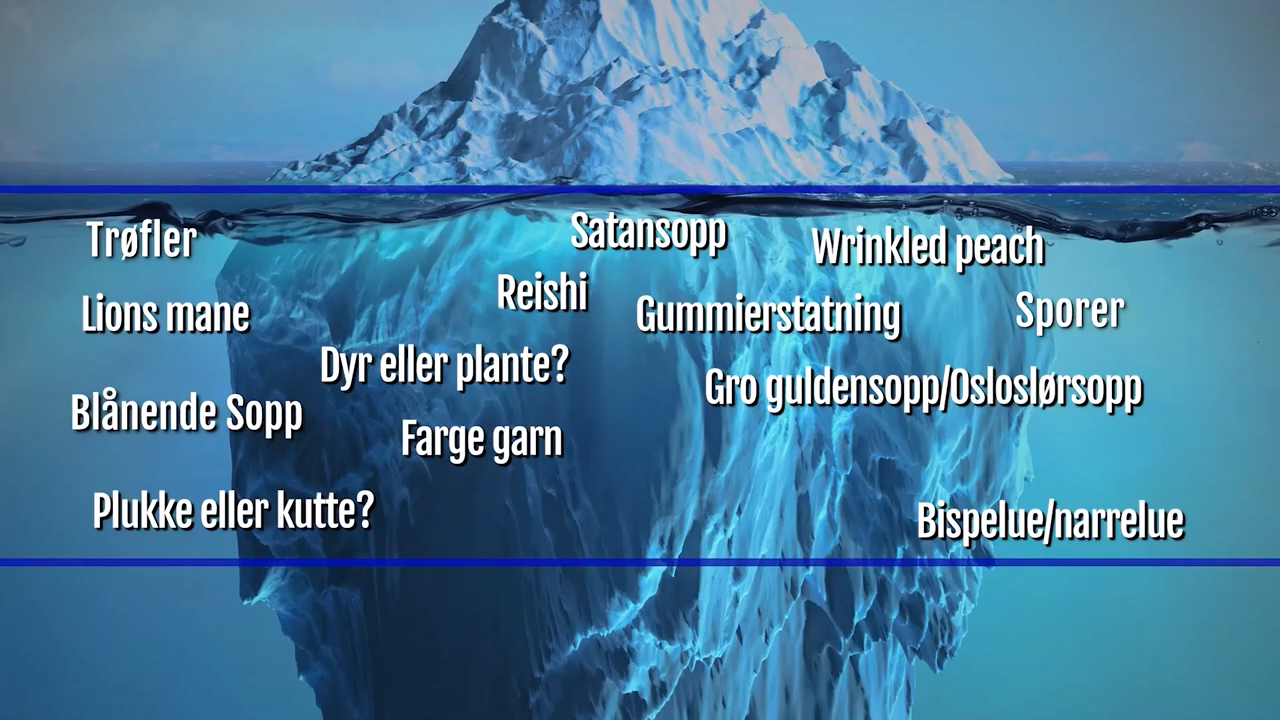 Trøfler
Satansopp
Wrinkled peach
Lions mane
Reishi
Gummierstatning
Sporer
Dyr eller plante?
Gro guldensopp/Osloslørsopp
Blånende Sopp
Farge garn
Plukke eller kutte?
Bispelue/narrelue